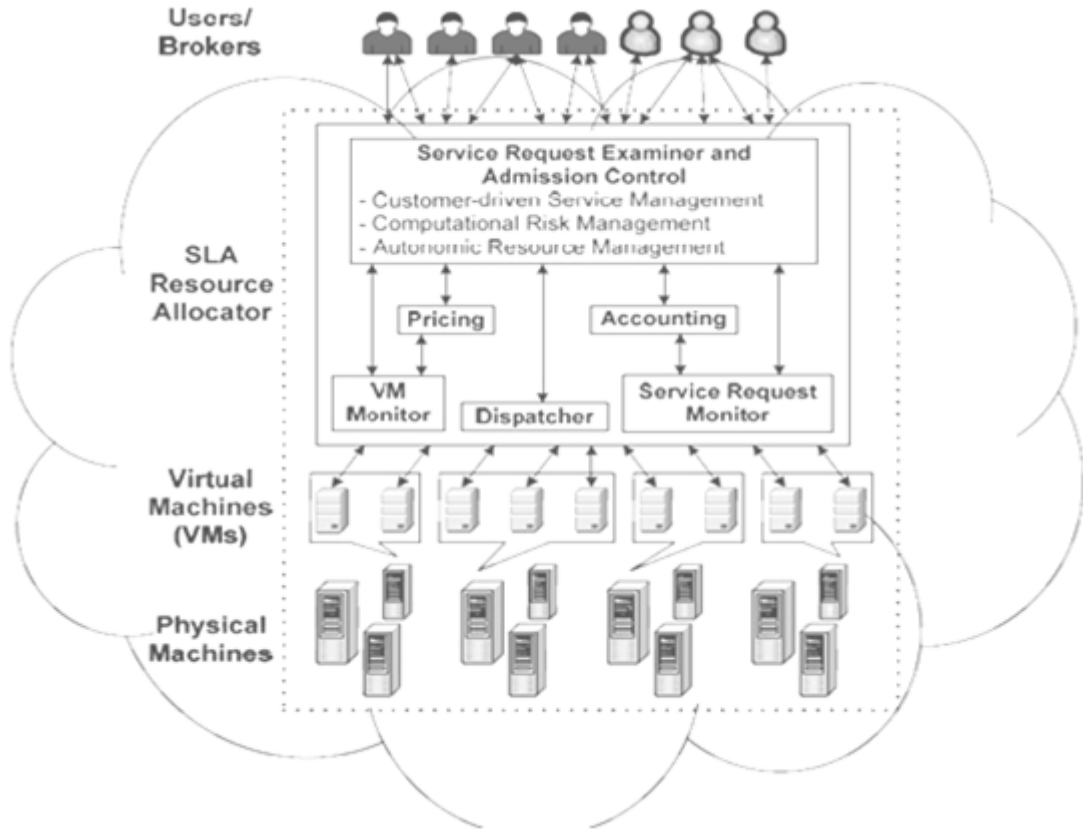 Users/
Brokers
Service Request Examiner and
Admission Control
- Customer-driven Service Management
- Computational Risk Management
- Autonomic Resource Management
SLA
Resource
Allocator
Pricing
Accounting
VM
Monitor
Dispatcher
Service Request
Monitor
Virtual
Machines
(VMs)
Physical
Machines